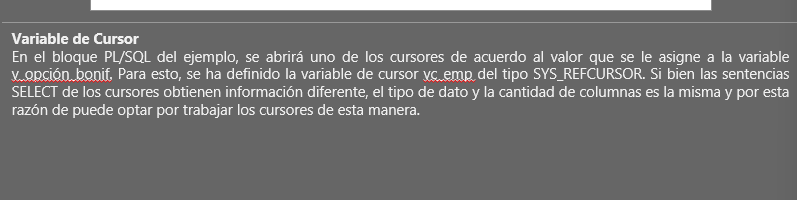 Variable de Cursor
En el bloque PL/SQL del ejemplo, se abrirá uno de los cursores de acuerdo al valor que se le asigne a la variable
v_opción_bonif. Para esto, se ha definido la variable de cursor vc_emp del tipo SYS_REFCURSOR. Si bien las sentencias
SELECT de los cursores obtienen información diferente, el tipo de dato y la cantidad de columnas es la misma y por esta
razón de puede optar por trabajar los cursores de esta manera.